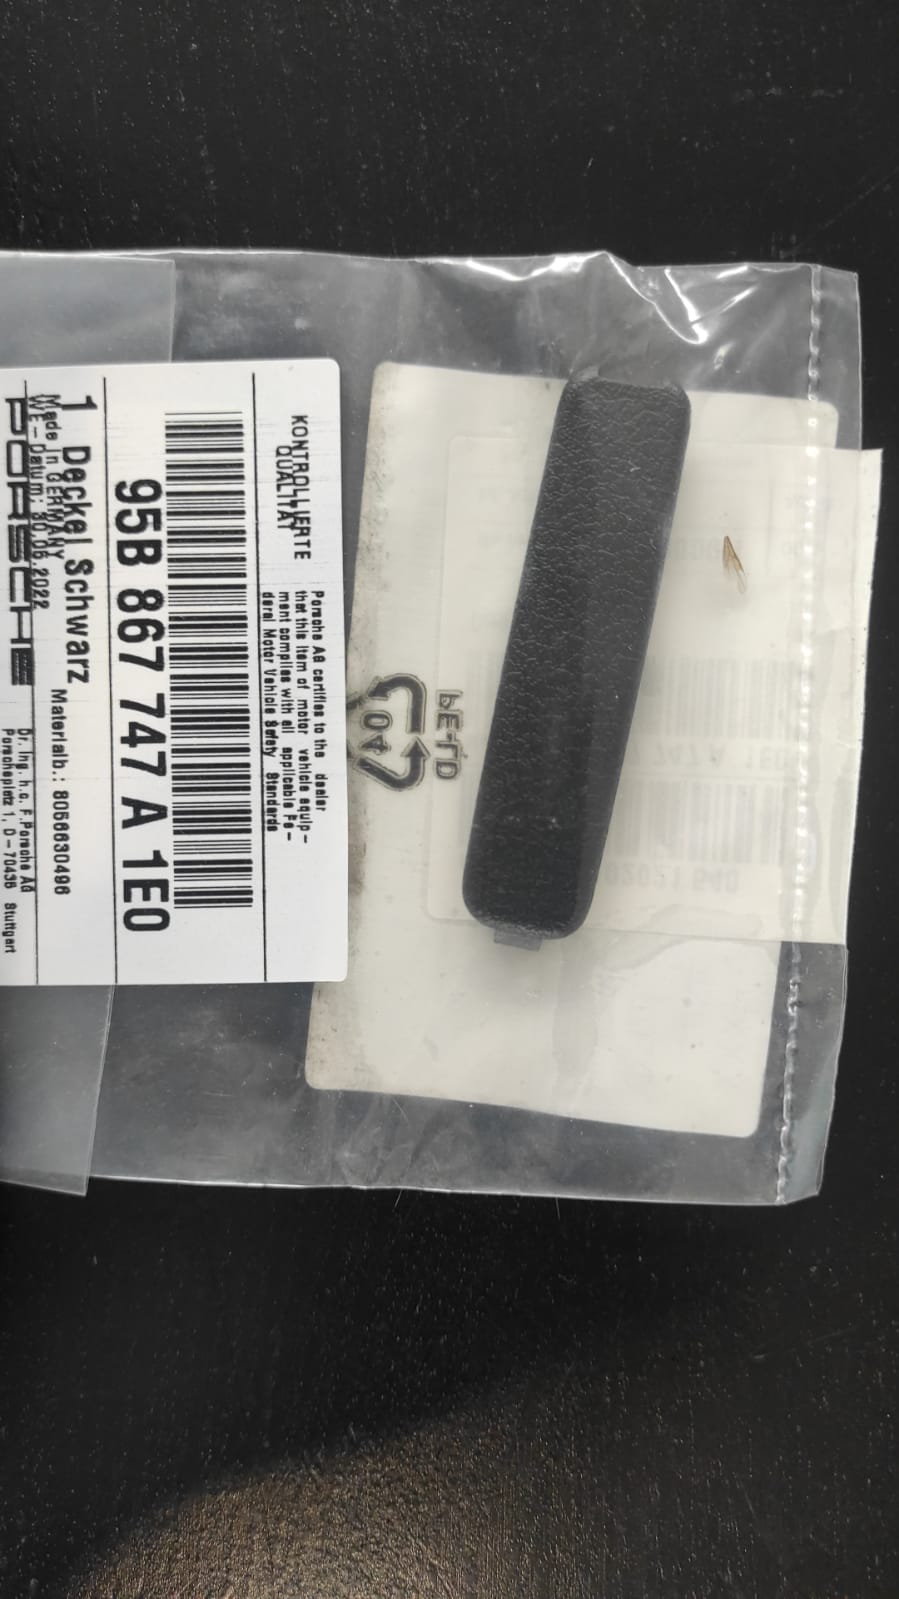 KONTROLLIERTE
QUALITÄT
Porsche AG certifies to the dealer
that this item of motor vehicle equip-
ment complies with all applicable Fe-
deral Motor Vehicle Safety Standards
95B 867 747 A 1E0
1 Deckel Schwarz
Materialb.: 8056630496
Made in GERMANY
WE-Datum: 30.06.2022
PORSCHE
Dr. Ing. h.c. F.Porsche AG
Porscheplatz 1, D-70435 Stuttgart
04
PE-LD